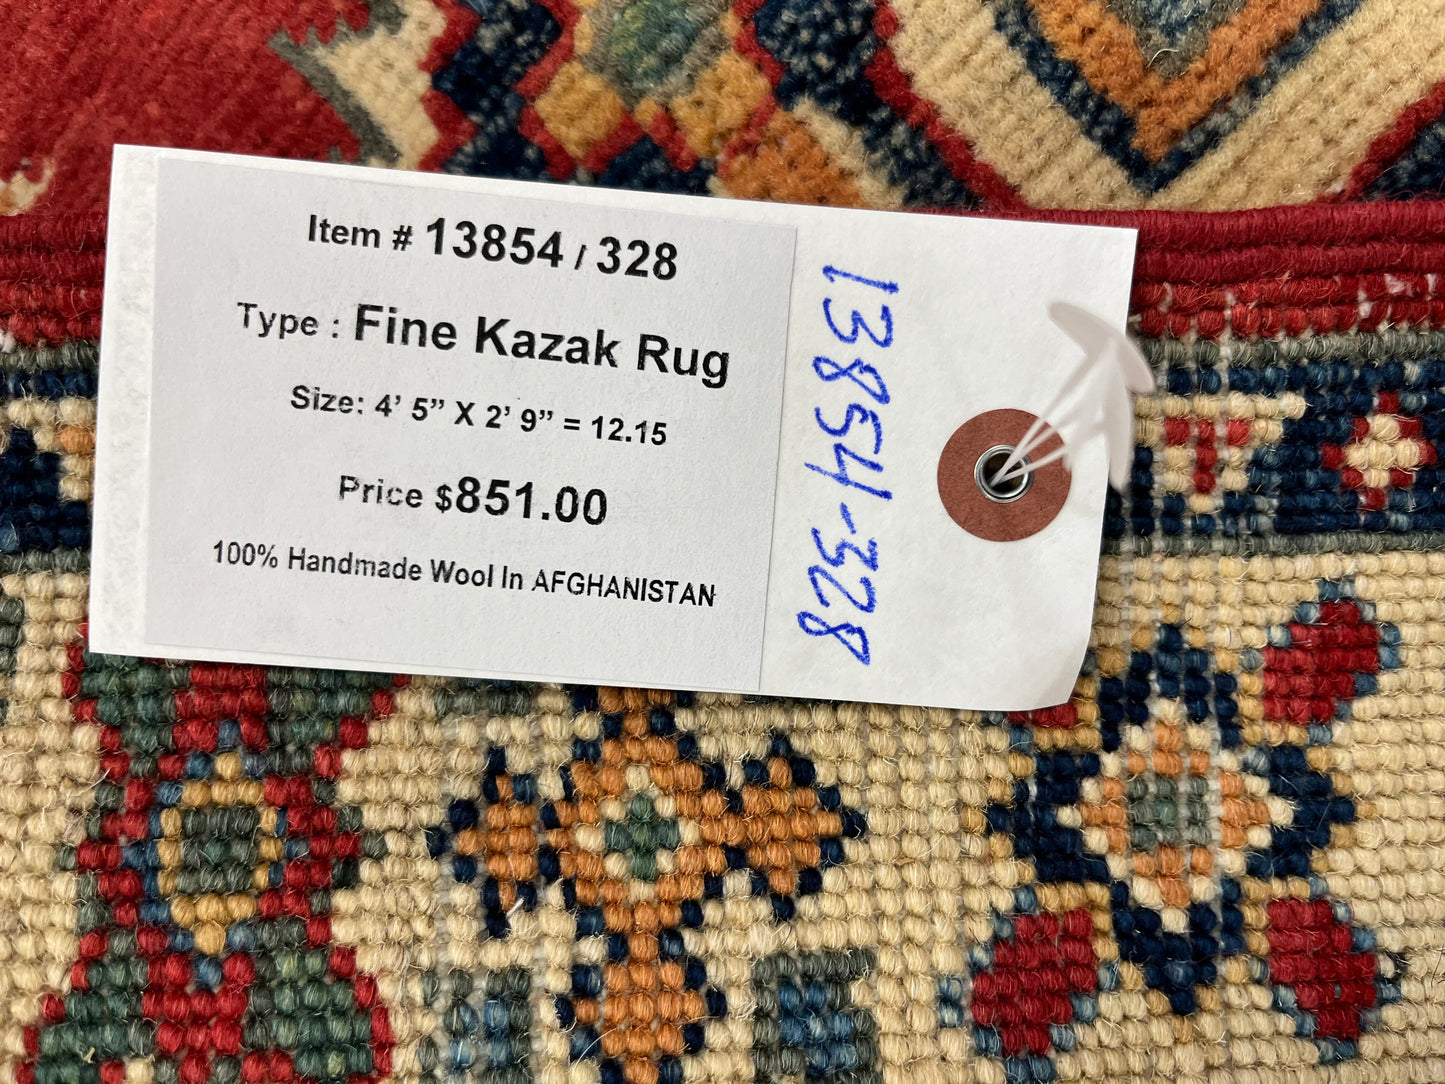 Item # 13854 / 328
Type : Fine Kazak Rug
Size: 4’ 5” X 2’ 9” = 12.15
Price $851.00
100% Handmade Wool In AFGHANISTAN
13854-328